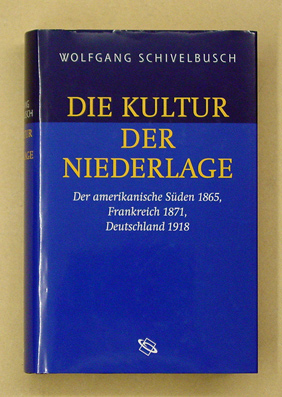 WOLFGANG SCHIVELBUSCH
DIE KULTUR
DER
NIEDERLAGE
Der amerikanische Süden 1865,
Frankreich 1871,
Deutschland 1918